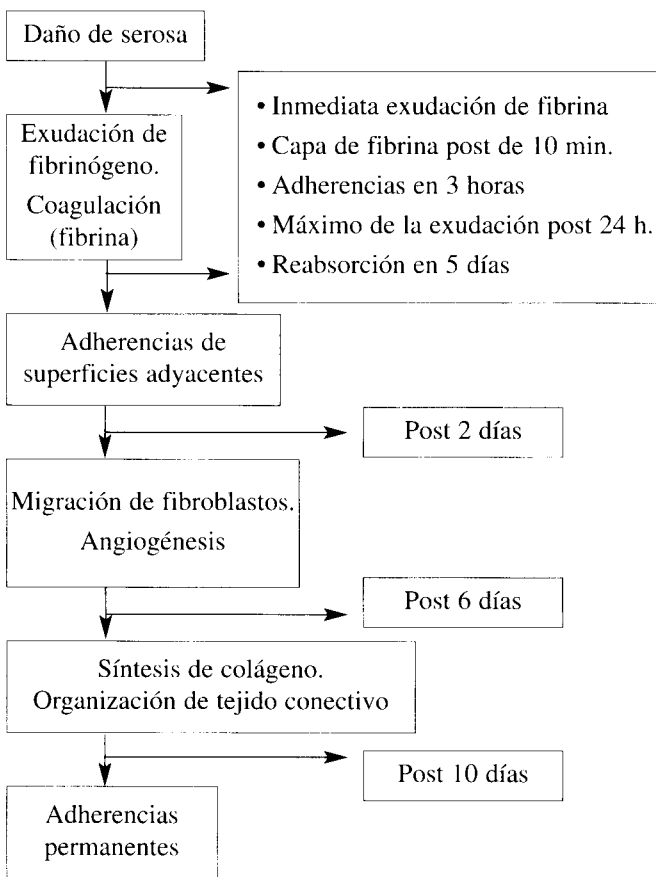 Daño de serosa
Exudación de
fibrinógeno.
Coagulación
(fibrina)
• Inmediata exudación de fibrina
• Capa de fibrina post de 10 min.
• Adherencias en 3 horas
• Máximo de la exudación post 24 h.
• Reabsorción en 5 días
Adherencias de
superficies adyacentes
Post 2 días
Migración de fibroblastos.
Angiogénesis
Post 6 días
Síntesis de colágeno.
Organización de tejido conectivo
Post 10 días
Adherencias
permanentes